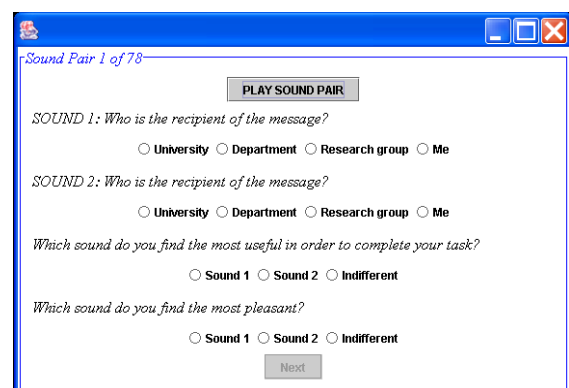 Sound Pair 1 of 78
PLAY SOUND PAIR
SOUND 1: Who is the recipient of the message?
University Department Research group Me
SOUND 2: Who is the recipient of the message?
University Department Research group Me
Which sound do you find the most useful in order to complete your task?
Sound 1 Sound 2 Indifferent
Which sound do you find the most pleasant?
Sound 1 Sound 2 Indifferent
Next